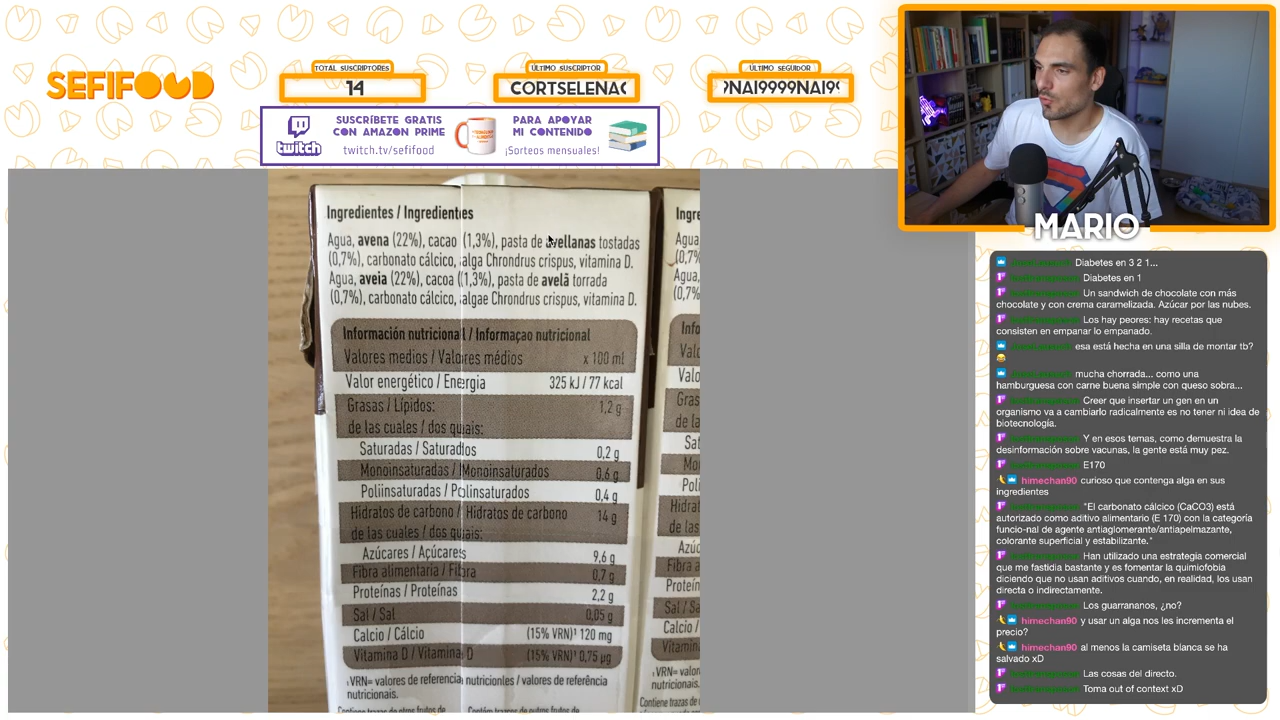 SEFIFOOD
TOTAL SUSCRIPTORES
14
ÚLTIMO SUSCRIPTOR
CORTSELENAC
ÚLTIMO SEGUIDOR
NAI9999NAI9
SUSCRÍBETE GRATIS
CON AMAZON PRIME
twitch.tv/sefifood
twitch
PARA APOYAR
MI CONTENIDO
¡Sorteos mensuales!
MARIO
Ingredientes / Ingredientes
Agua, avena (22%), cacao (1,3%), pasta de avellanas tostadas
(0,7%), carbonato cálcico, alga Chrondrus crispus, vitamina D.
Agua, aveia (22%), cacoa (1,3%), pasta de avelã torrada
(0,7%), carbonato cálcico, algae Chrondrus crispus, vitamina D.
Información nutricional / Informaçao nutricional
Valores medios / Valores médios x 100 ml
Valor energético / Energia 325 kJ / 77 kcal
Grasas / Lípidos: 1,2 g
de las cuales / dos quais:
Saturadas / Saturados 0,2 g
Monoinsaturadas / Monoinsaturados 0,6 g
Poliinsaturadas / Polinsaturados 0,4 g
Hidratos de carbono / Hidratos de carbono 14 g
de las cuales / dos quais:
Azúcares / Açúcares 9,6 g
Fibra alimentaria / Fibra 0,7 g
Proteínas / Proteínas 2,2 g
Sal / Sal 0,05 g
Calcio / Cálcio (15% VRN)¹ 120 mg
Vitamina D / Vitamina D (15% VRN)¹ 0,75 µg
¹VRN= valores de referencia nutricionles / valores de referência
nutricionais.
Diabetes en 3 2 1...
Diabetes en 1
Un sandwich de chocolate con más
chocolate y con crema caramelizada. Azúcar por las nubes.
Los hay peores: hay recetas que
consisten en empanar lo empanado.
esa está hecha en una silla de montar tb?
mucha chorrada... como una
hamburguesa con carne buena simple con queso sobra...
Creer que insertar un gen en un
organismo va a cambiarlo radicalmente es no tener ni idea de
biotecnología.
Y en esos temas, como demuestra la
desinformación sobre vacunas, la gente está muy pez.
E170
himechan90 curioso que contenga alga en sus
ingredientes
"El carbonato cálcico (CaCO3) está
autorizado como aditivo alimentario (E 170) con la categoría
funcio-nal de agente antiaglomerante/antiapelmazante,
colorante superficial y estabilizante."
Han utilizado una estrategia comercial
que me fastidia bastante y es fomentar la quimiofobia
diciendo que no usan aditivos cuando, en realidad, los usan
directa o indirectamente.
Los guarrananos, ¿no?
himechan90 y usar un alga nos les incrementa el
precio?
himechan90 al menos la camiseta blanca se ha
salvado xD
Las cosas del directo.
Toma out of context xD